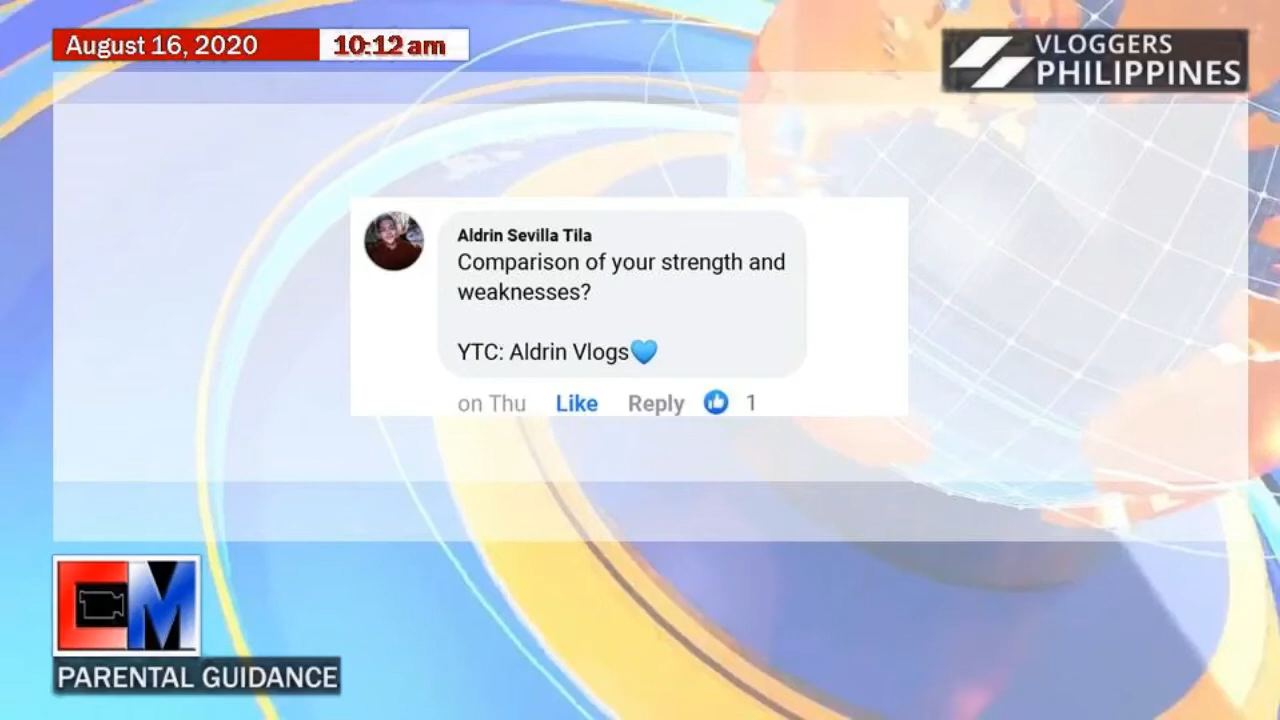 August 16, 2020
10:12 am
VLOGGERS
PHILIPPINES
Aldrin Sevilla Tila
Comparison of your strength and
weaknesses?
YTC: Aldrin Vlogs💙
on Thu Like Reply 1
CM
PARENTAL GUIDANCE